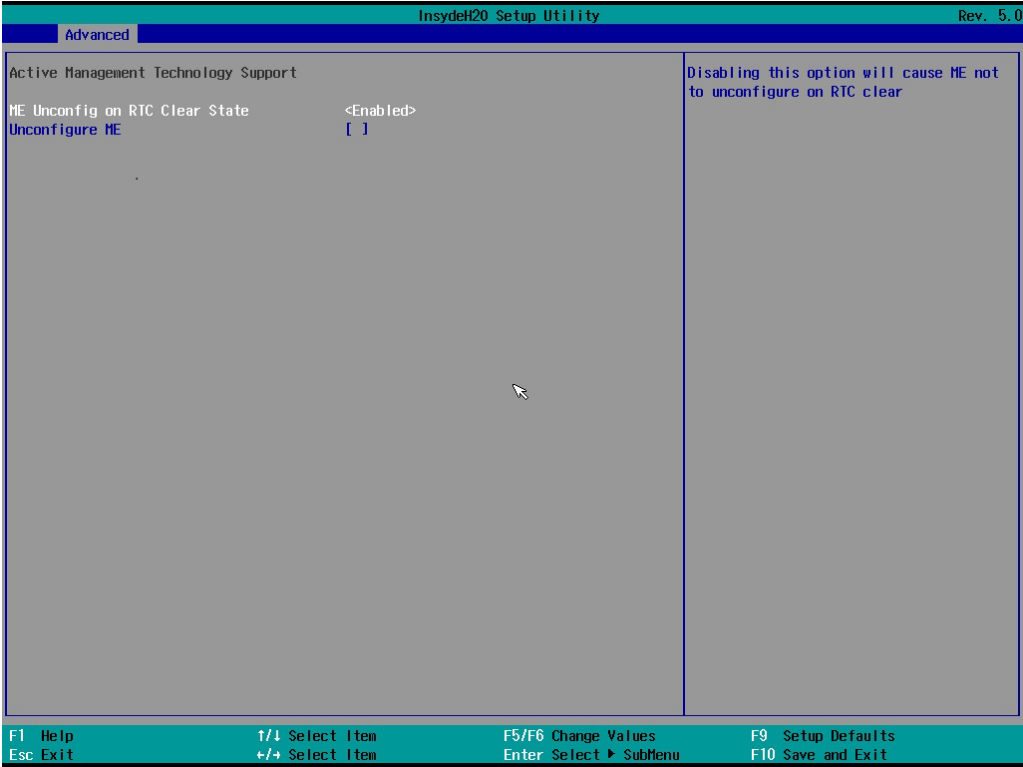 InsydeH20 Setup Utility Rev. 5.0
Advanced
Active Management Technology Support
ME Unconfig on RTC Clear State <Enabled>
Unconfigure ME [ ]
Disabling this option will cause ME not
to unconfigure on RTC clear
F1 Help ↑/↓ Select Item F5/F6 Change Values F9 Setup Defaults
Esc Exit ←/→ Select Item Enter Select ▶ SubMenu F10 Save and Exit